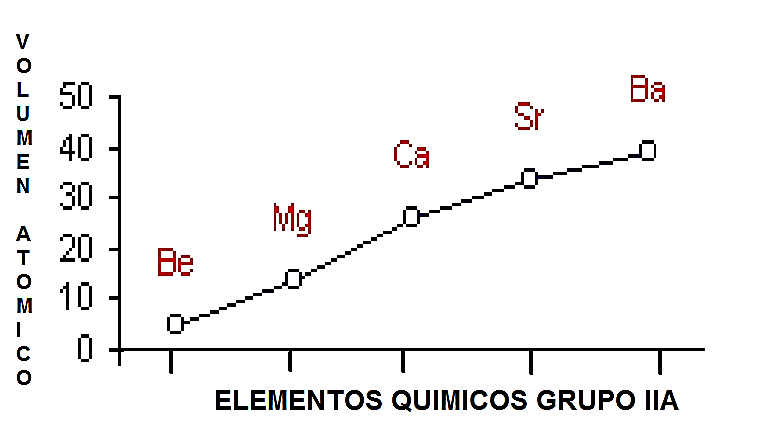 VOLUMEN ATOMICO
50
40
30
20
10
0
Be
Mg
Ca
Sr
Ba
ELEMENTOS QUIMICOS GRUPO IIA